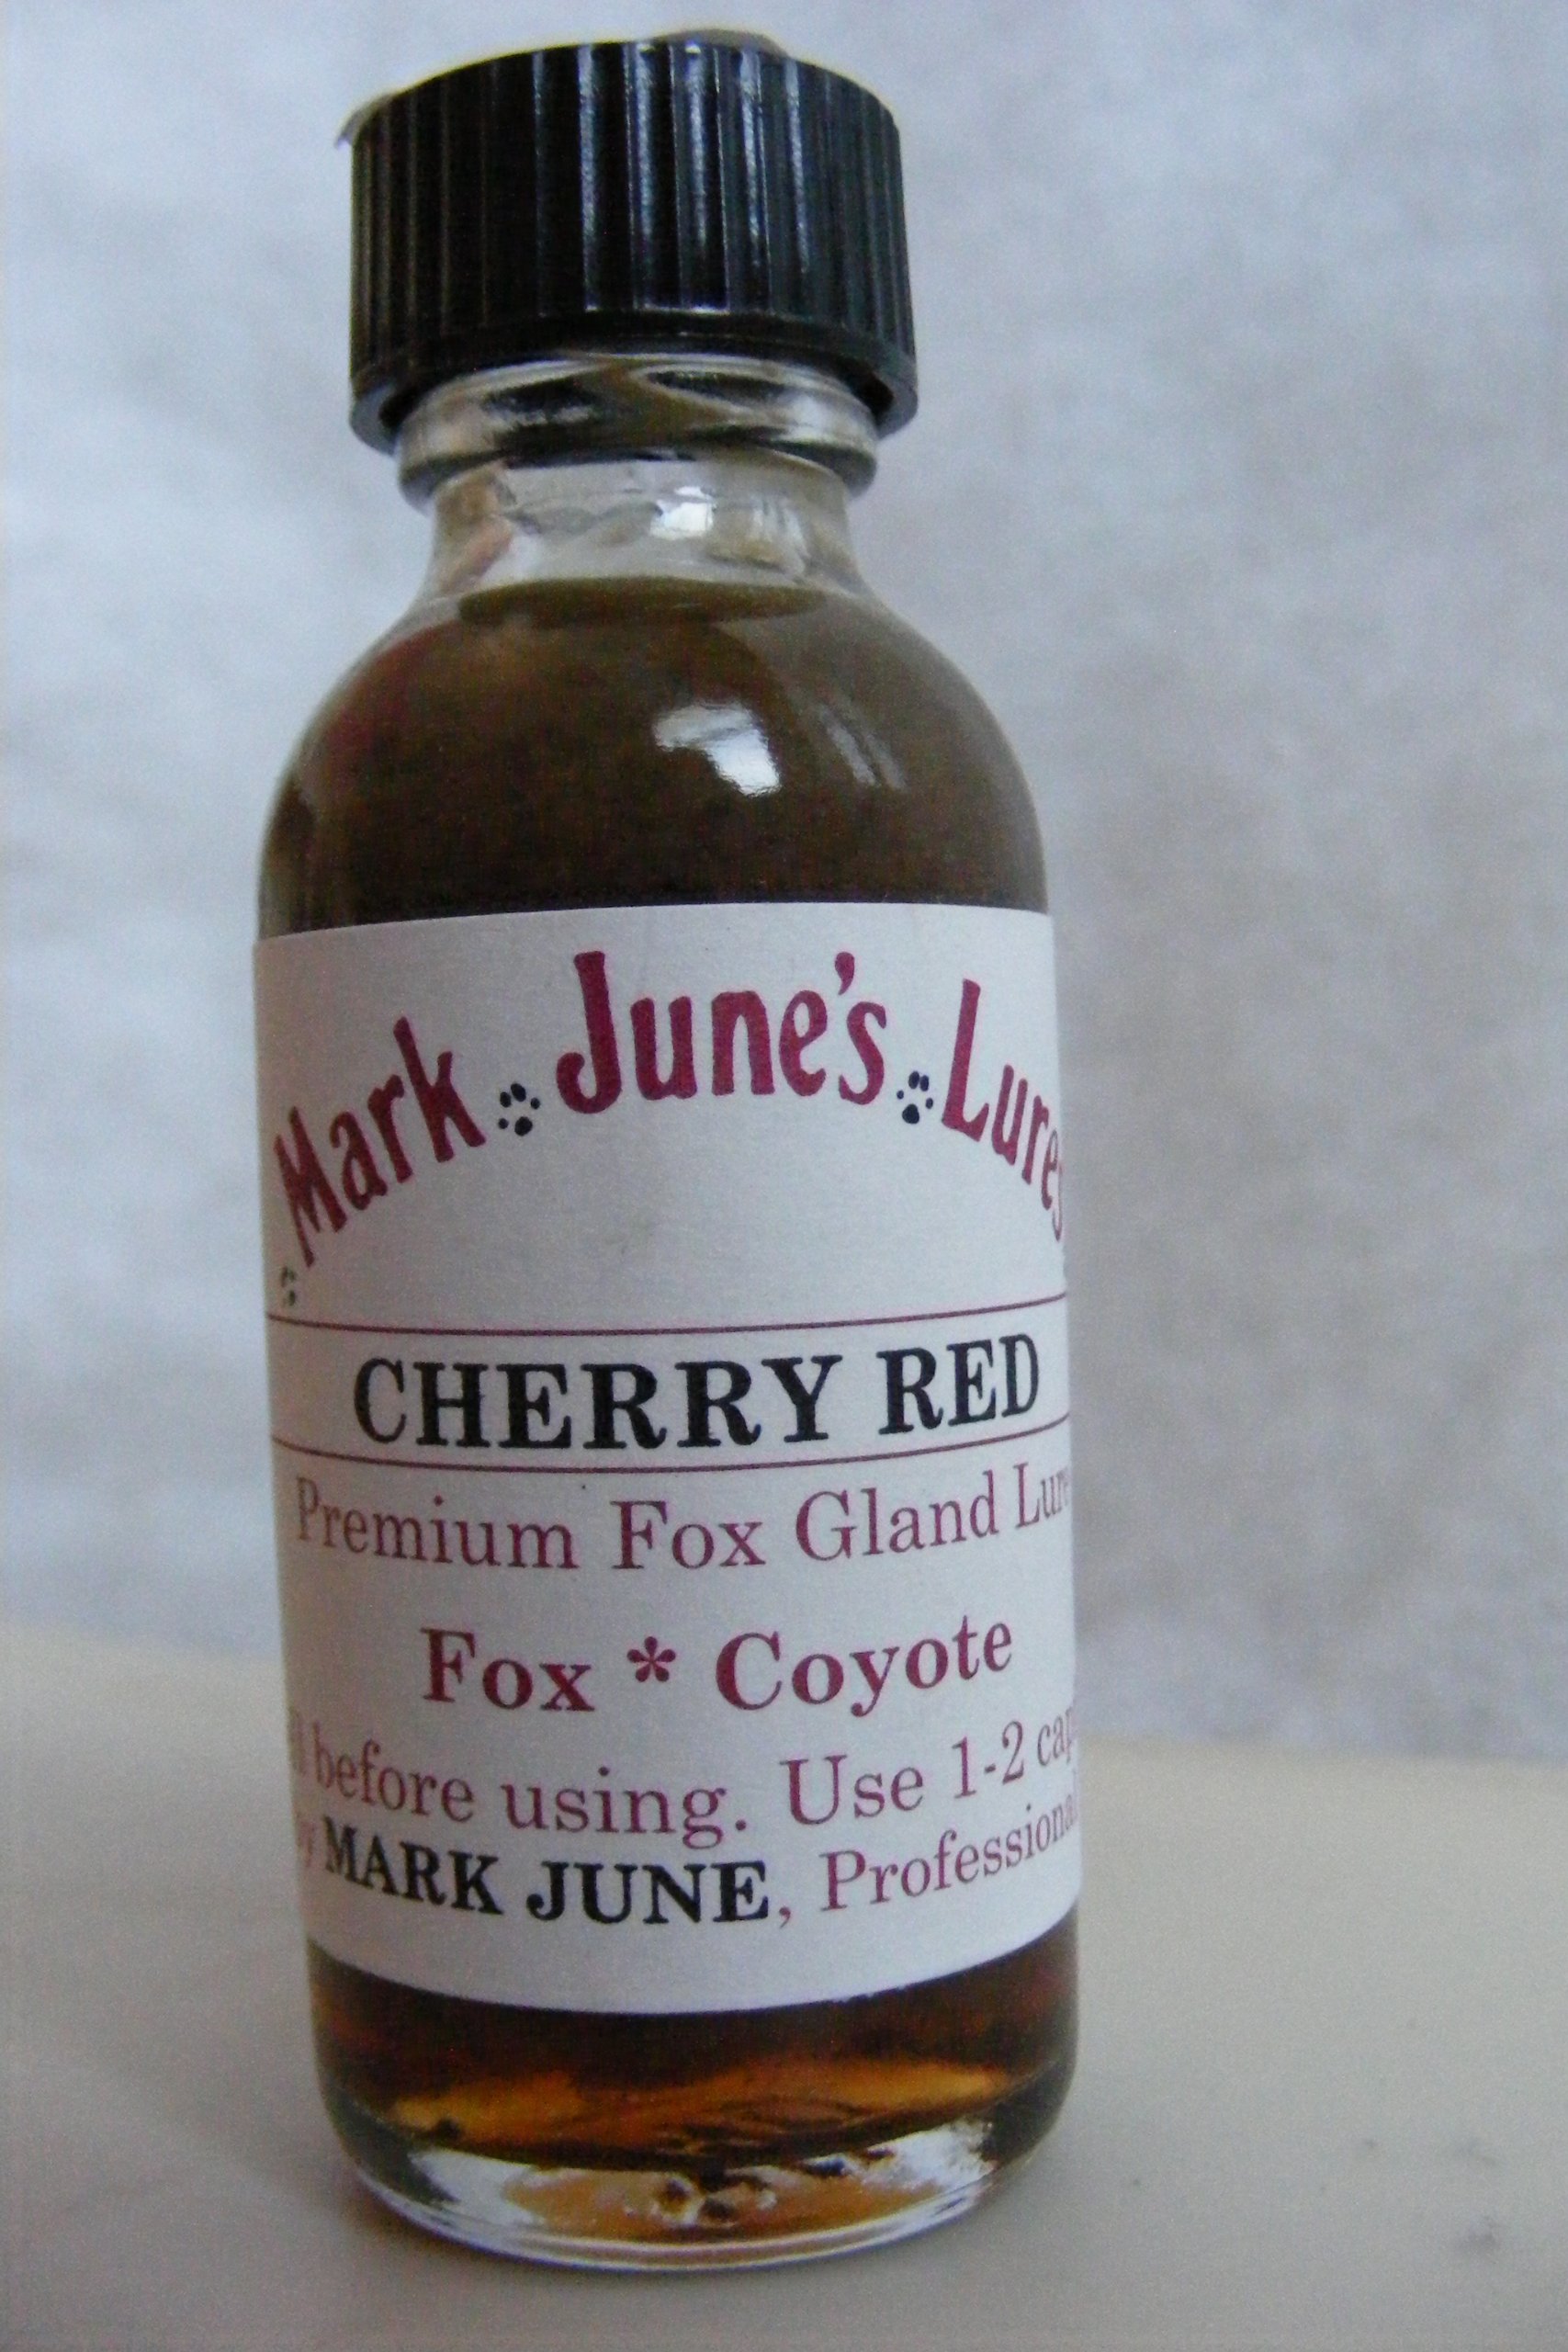 Mark June's Lures
CHERRY RED
Premium Fox Gland Lure
Fox * Coyote
before using. Use 1-2
MARK JUNE, Professional